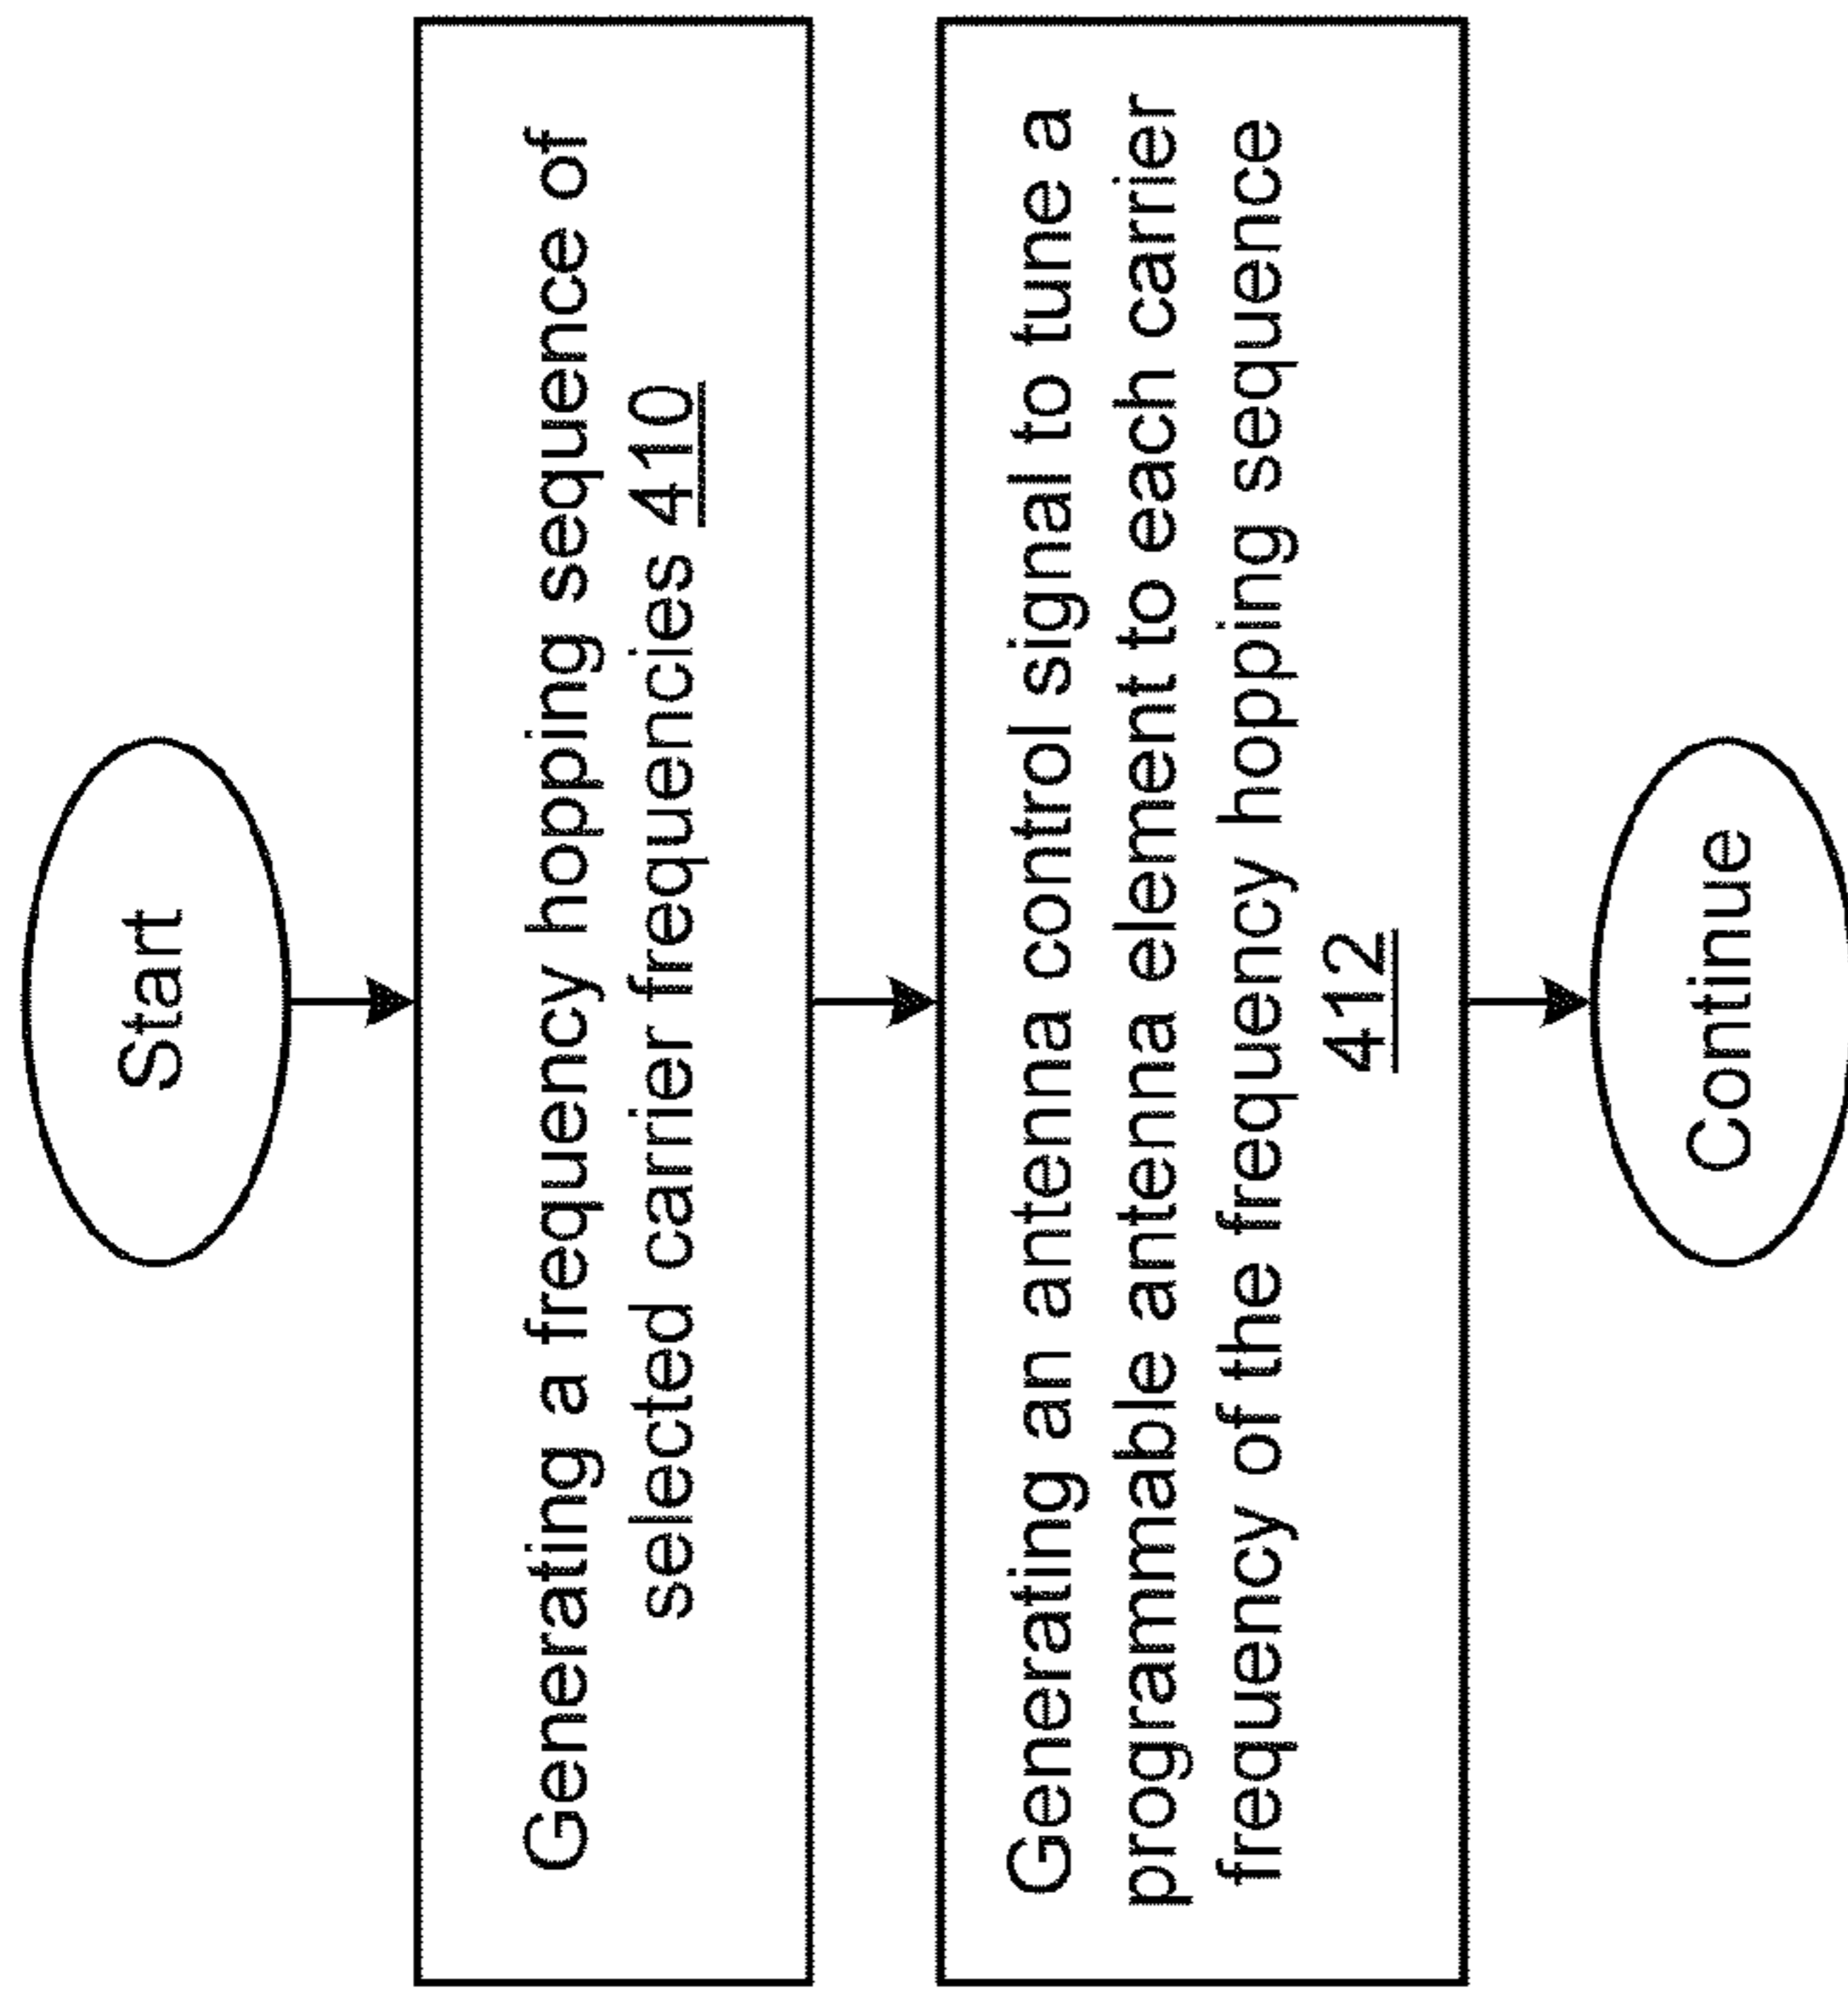 Start
Generating a frequency hopping sequence of
selected carrier frequencies 410
Generating an antenna control signal to tune a
programmable antenna element to each carrier
frequency of the frequency hopping sequence
412
Continue